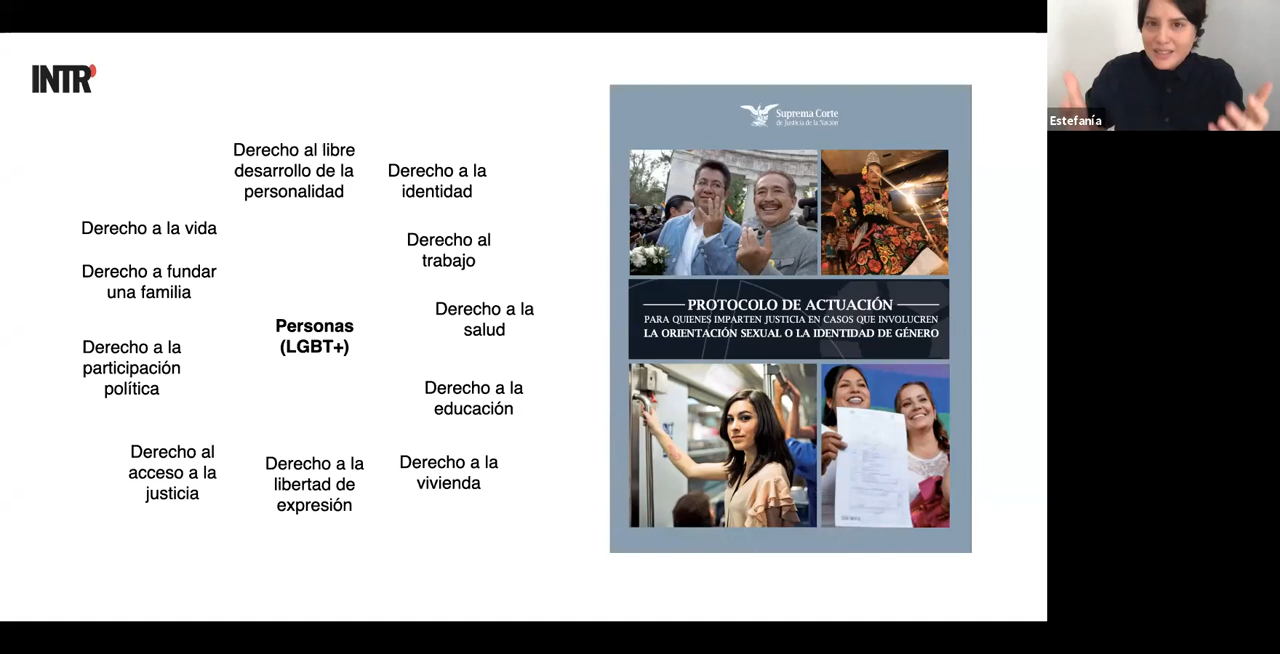 INTR
Derecho al libre
desarrollo de la
personalidad
Derecho a la
identidad
Derecho a la vida
Derecho al
trabajo
Derecho a fundar
una familia
Derecho a la
salud
Personas
(LGBT+)
Derecho a la
participación
política
Derecho a la
educación
Derecho al
acceso a la
justicia
Derecho a la
libertad de
expresión
Derecho a la
vivienda
Suprema Corte
de Justicia de la Nación
PROTOCOLO DE ACTUACIÓN
PARA QUIENES IMPARTEN JUSTICIA EN CASOS QUE INVOLUCREN
LA ORIENTACIÓN SEXUAL O LA IDENTIDAD DE GÉNERO
Estefanía